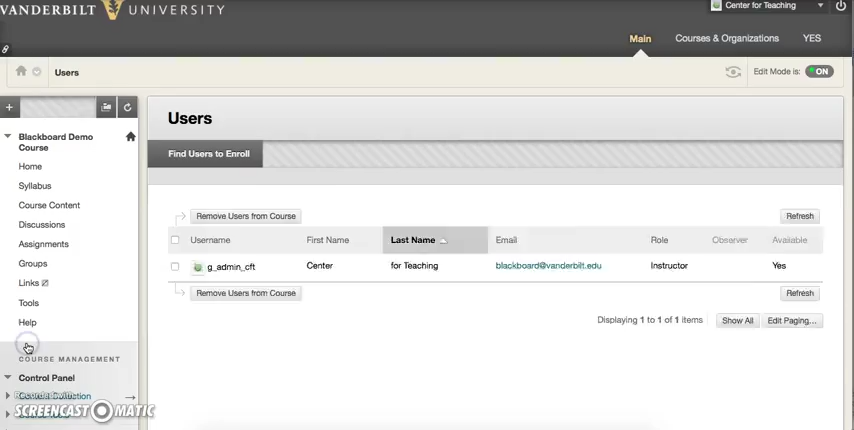 VANDERBILT UNIVERSITY
Center for Teaching
Main Courses & Organizations YES
Users Edit Mode is: ON
Blackboard Demo
Course
Home
Syllabus
Course Content
Discussions
Assignments
Groups
Links
Tools
Help
COURSE MANAGEMENT
Control Panel
SCREENCAST MATIC
Users
Find Users to Enroll
Remove Users from Course Refresh
Username First Name Last Name Email Role Observer Available
g_admin_cft Center for Teaching blackboard@vanderbilt.edu Instructor Yes
Remove Users from Course Refresh
Displaying 1 to 1 of 1 items Show All Edit Paging...